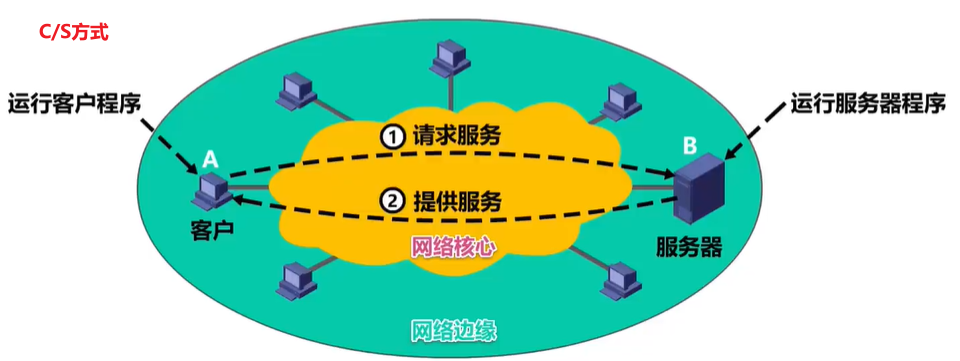 C/S方式
运行客户程序
运行服务器程序
① 请求服务
A
B
② 提供服务
客户
服务器
网络核心
网络边缘